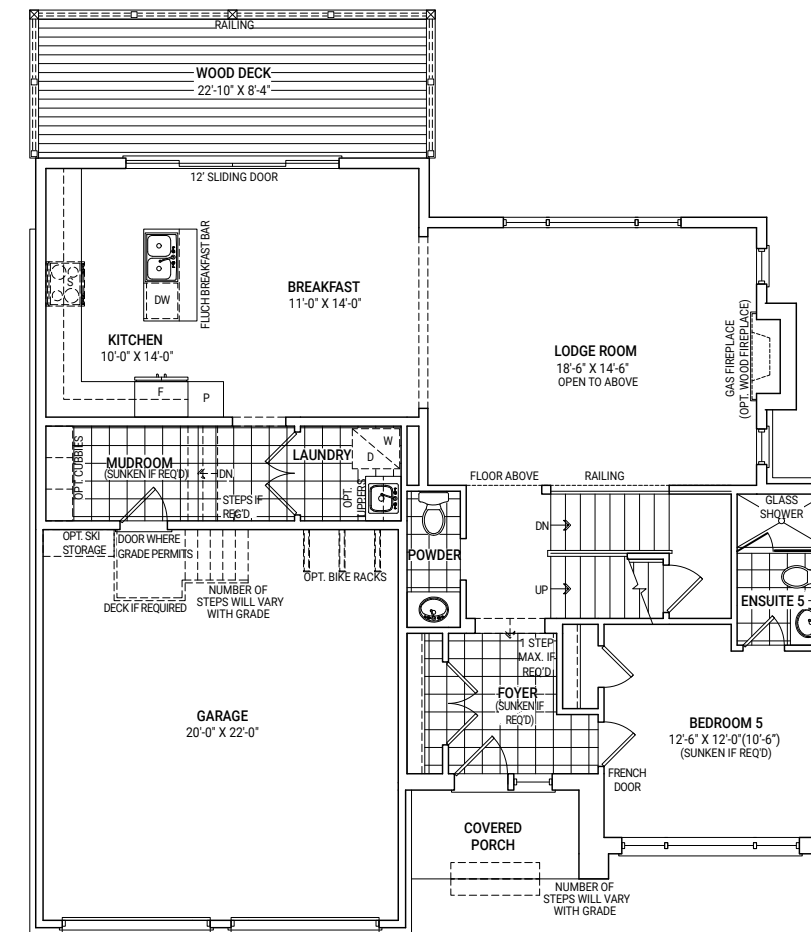 RAILING
WOOD DECK
22'-10" X 8'-4"
12' SLIDING DOOR
FLUCH BREAKFAST BAR
S
DW
BREAKFAST
11'-0" X 14'-0"
KITCHEN
10'-0" X 14'-0"
F
P
LODGE ROOM
18'-6" X 14'-6"
OPEN TO ABOVE
GAS FIREPLACE
(OPT. WOOD FIREPLACE)
OPT. CUBBIES
MUDROOM
(SUNKEN IF REQ'D)
DN
STEPS IF
REQ'D
LAUNDRY
W
D
OPT.
UPPERS
FLOOR ABOVE
RAILING
DN
UP
GLASS
SHOWER
ENSUITE 5
POWDER
OPT. SKI
STORAGE
DOOR WHERE
GRADE PERMITS
DECK IF REQUIRED
NUMBER OF
STEPS WILL VARY
WITH GRADE
OPT. BIKE RACKS
1 STEP
MAX. IF
REQ'D
FOYER
(SUNKEN IF
REQ'D)
GARAGE
20'-0" X 22'-0"
BEDROOM 5
12'-6" X 12'-0"(10'-6")
(SUNKEN IF REQ'D)
FRENCH
DOOR
COVERED
PORCH
NUMBER OF
STEPS WILL VARY
WITH GRADE